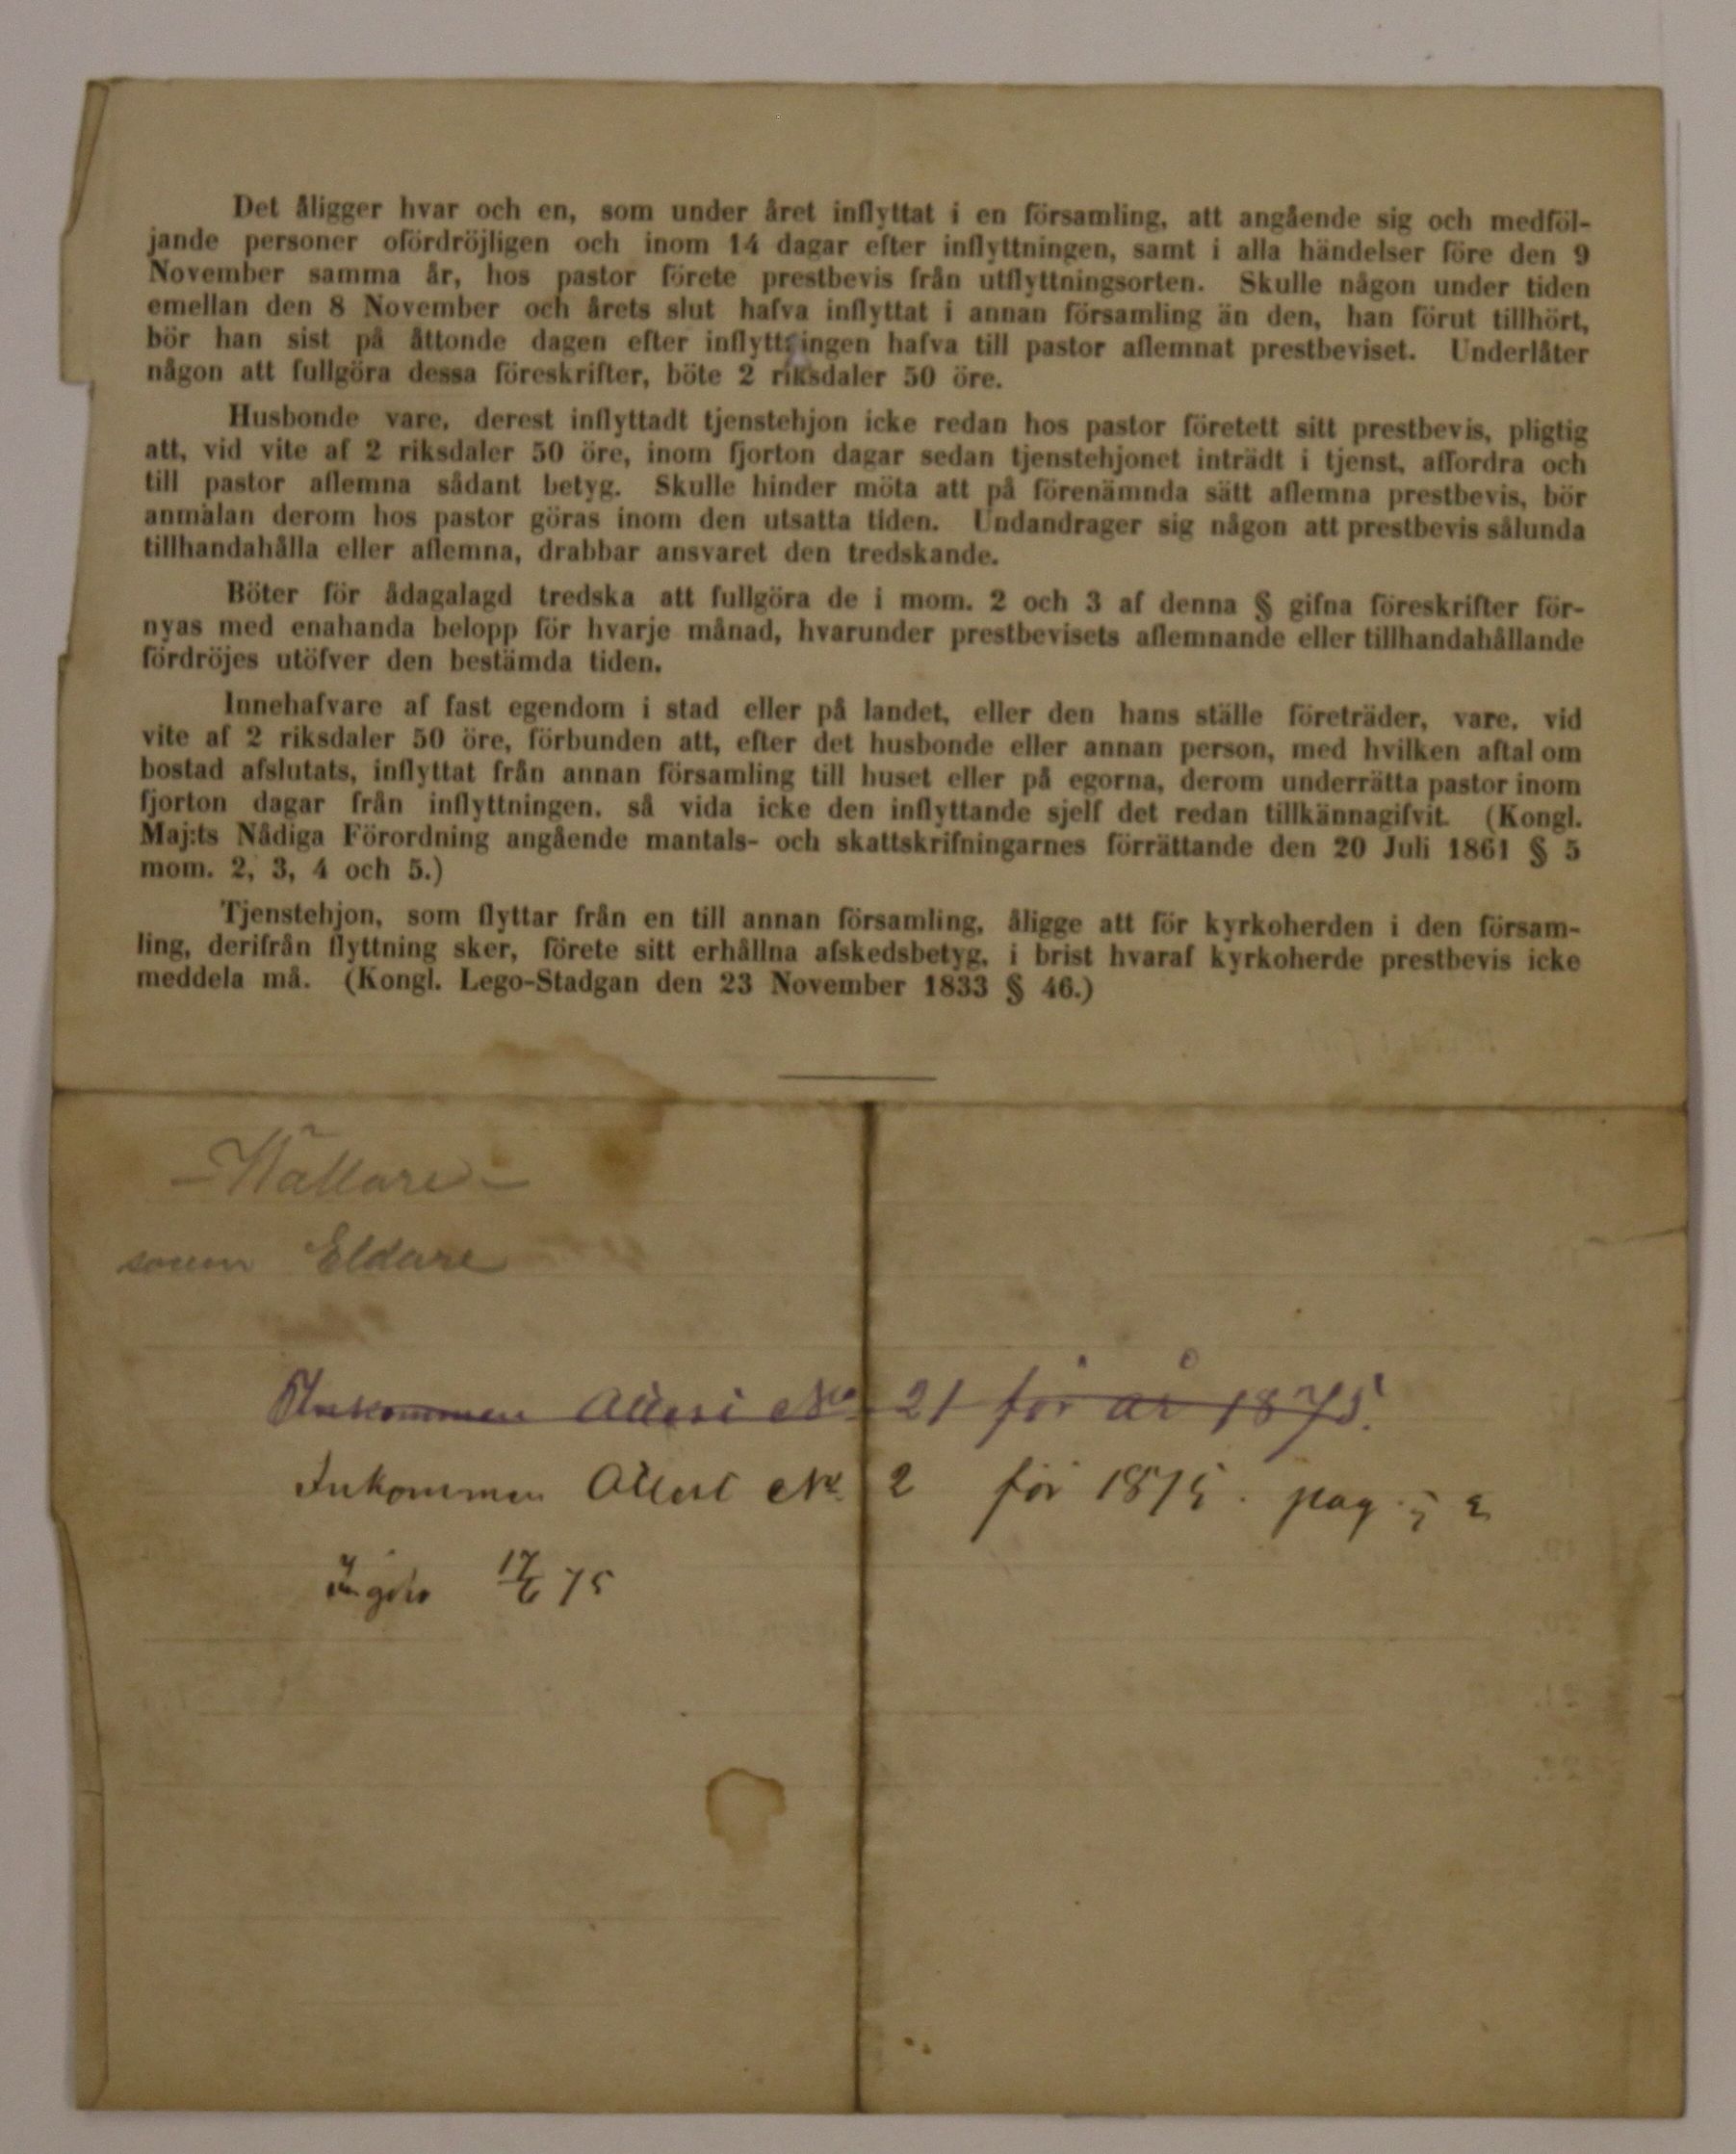 Det åligger hvar och en, som under året inflyttat i en församling, att angående sig och medföl-
jande personer ofördröjligen och inom 14 dagar efter inflyttningen, samt i alla händelser före den 9
November samma år, hos pastor förete prestbevis från utflyttningsorten. Skulle någon under tiden
emellan den 8 November och årets slut hafva inflyttat i annan församling än den, han förut tillhört,
bör han sist på åttonde dagen efter inflyttningen hafva till pastor aflemnat prestbeviset. Underlåter
någon att fullgöra dessa föreskrifter, böte 2 riksdaler 50 öre.
Husbonde vare, derest inflyttadt tjenstehjon icke redan hos pastor företett sitt prestbevis, pligtig
att, vid vite af 2 riksdaler 50 öre, inom fjorton dagar sedan tjenstehjonet inträdt i tjenst, affordra och
till pastor aflemna sådant betyg. Skulle hinder möta att på förenämnda sätt aflemna prestbevis, bör
anmälan derom hos pastor göras inom den utsatta tiden. Undandrager sig någon att prestbevis sålunda
tillhandahålla eller aflemna, drabbar ansvaret den tredskande.
Böter för ådagalagd tredska att fullgöra de i mom. 2 och 3 af denna § gifna föreskrifter för-
nyas med enahanda belopp för hvarje månad, hvarunder prestbevisets aflemnande eller tillhandahållande
fördröjes utöfver den bestämda tiden.
Innehafvare af fast egendom i stad eller på landet, eller den hans ställe företräder, vare, vid
vite af 2 riksdaler 50 öre, förbunden att, efter det husbonde eller annan person, med hvilken aftal om
bostad afslutats, inflyttat från annan församling till huset eller på egorna, derom underrätta pastor inom
fjorton dagar från inflyttningen, så vida icke den inflyttande sjelf det redan tillkännagifvit. (Kongl.
Maj:ts Nådiga Förordning angående mantals- och skattskrifningarnes förrättande den 20 Juli 1861 § 5
mom. 2, 3, 4 och 5.)
Tjenstehjon, som flyttar från en till annan församling, åligge att för kyrkoherden i den försam-
ling, derifrån flyttning sker, förete sitt erhållna afskedsbetyg, i brist hvaraf kyrkoherde prestbevis icke
meddela må. (Kongl. Lego-Stadgan den 23 November 1833 § 46.)
som Eldare
Inkommen Attest No 21 för år 1875.
Inkommen Attest No 2 för 1875. pag.
17/6 75